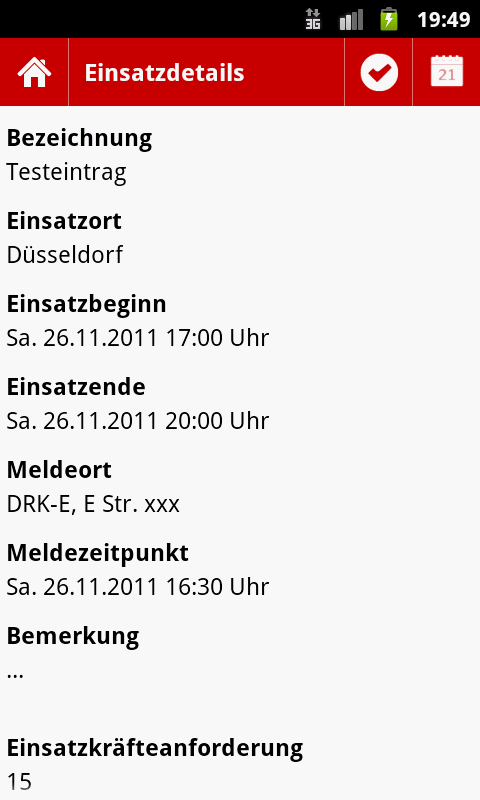 3G
19:49
Einsatzdetails
21
Bezeichnung
Testeintrag
Einsatzort
Düsseldorf
Einsatzbeginn
Sa. 26.11.2011 17:00 Uhr
Einsatzende
Sa. 26.11.2011 20:00 Uhr
Meldeort
DRK-E, E Str. xxx
Meldezeitpunkt
Sa. 26.11.2011 16:30 Uhr
Bemerkung
...
Einsatzkräfteanforderung
15